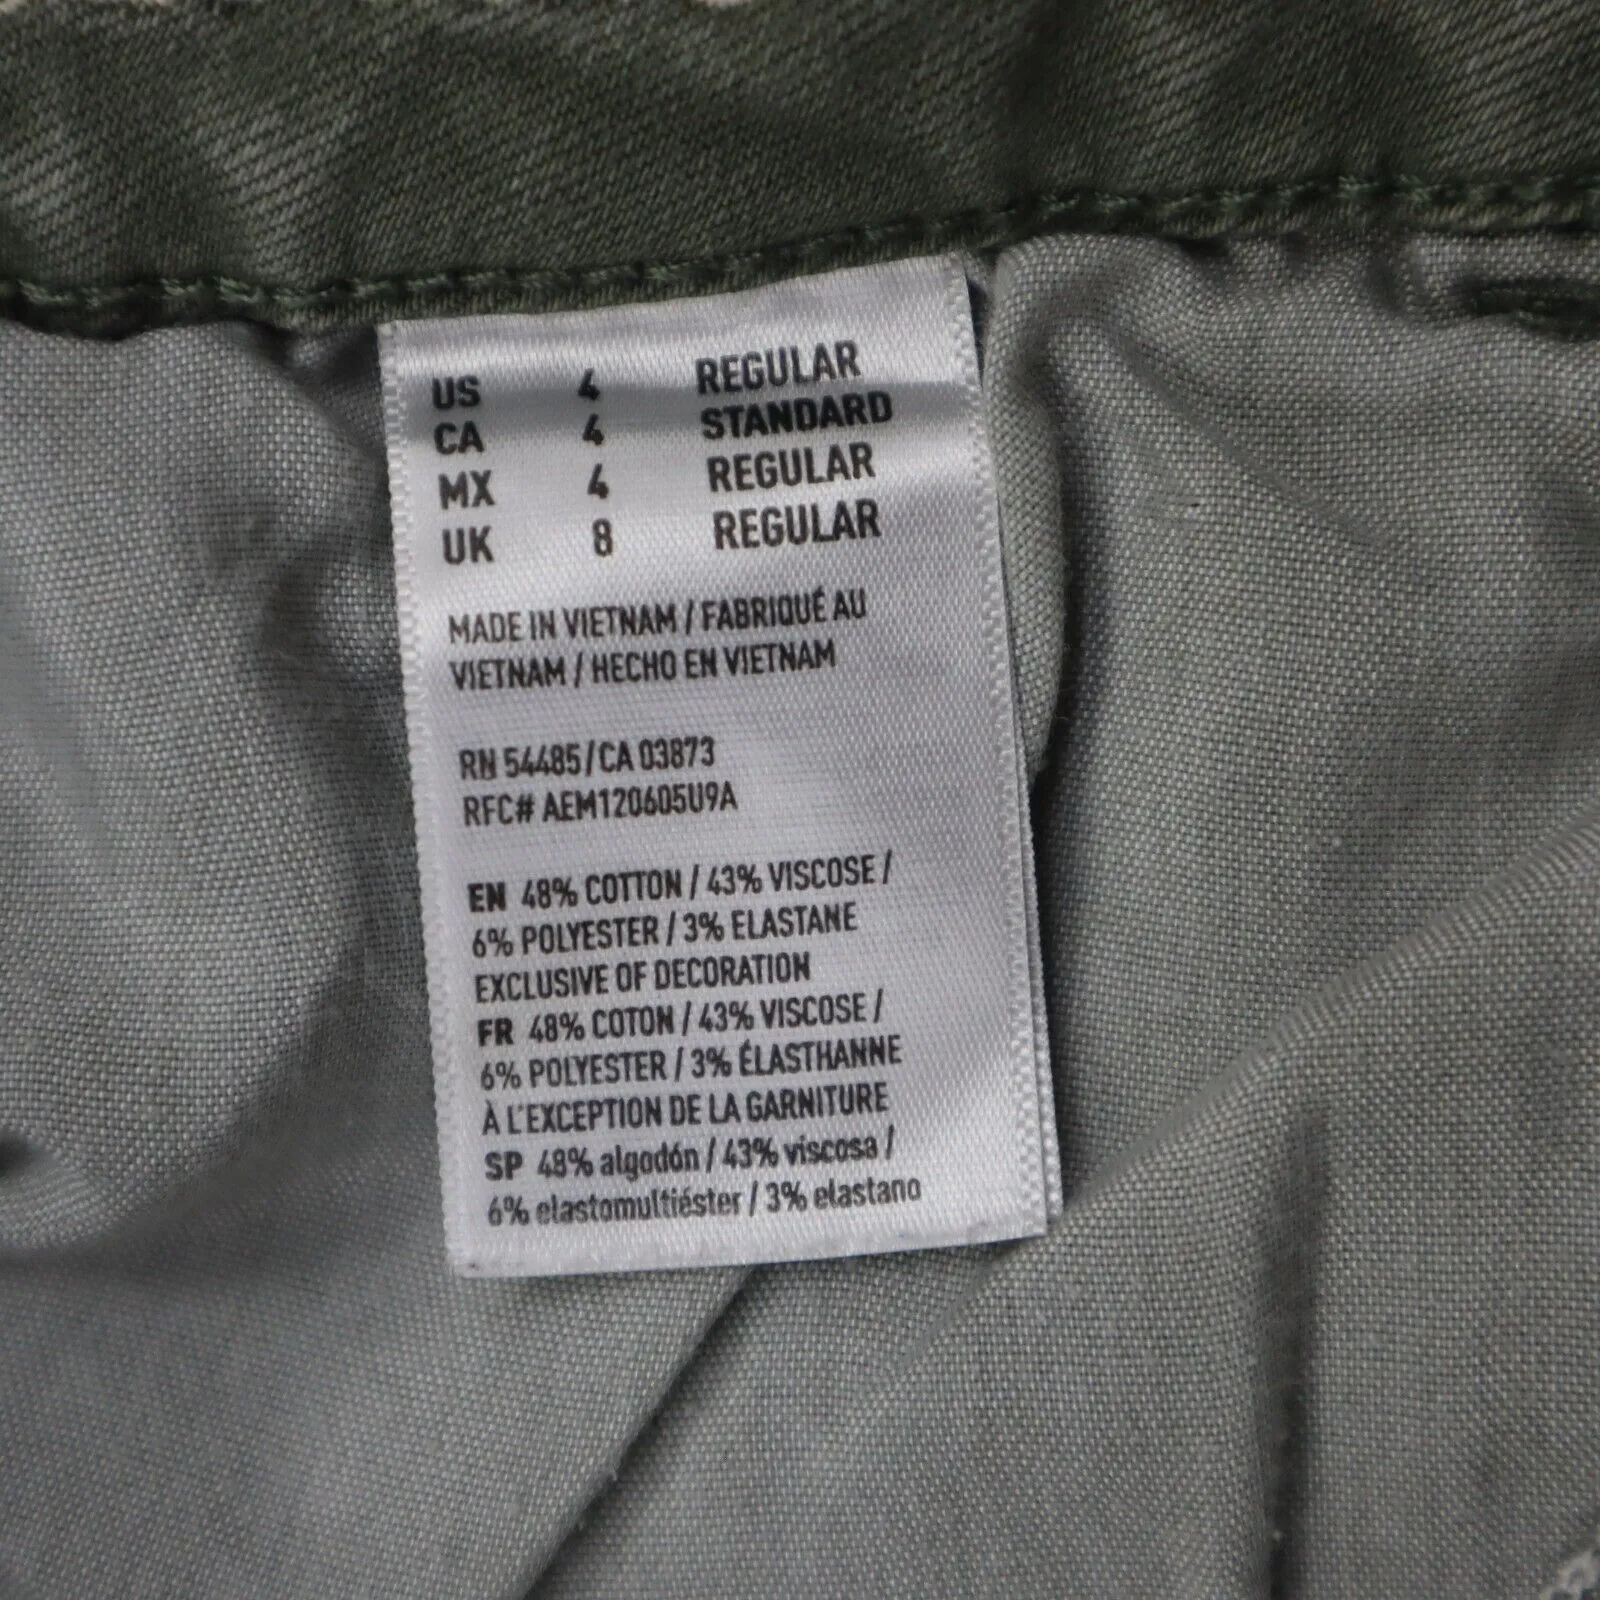 US 4 REGULAR
CA 4 STANDARD
MX 4 REGULAR
UK 8 REGULAR
MADE IN VIETNAM / FABRIQUÉ AU
VIETNAM / HECHO EN VIETNAM
RN 54485/CA 03873
RFC# AEM120605U9A
EN 48% COTTON / 43% VISCOSE /
6% POLYESTER / 3% ELASTANE
EXCLUSIVE OF DECORATION
FR 48% COTON / 43% VISCOSE /
6% POLYESTER / 3% ÉLASTHANNE
À L'EXCEPTION DE LA GARNITURE
SP 48% algodón / 43% viscosa /
6% elastomultiéster / 3% elastano